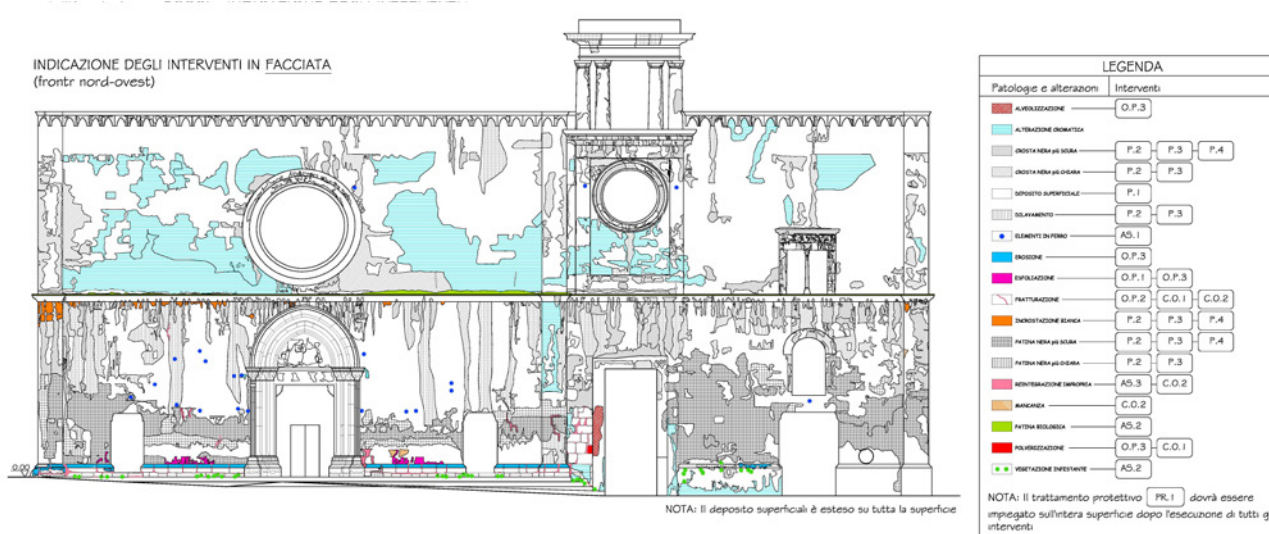 INDICAZIONE DEGLI INTERVENTI IN FACCIATA
(frontr nord-ovest)
LEGENDA
Patologie e alterazioni Interventi
ALVEOLIZZAZIONE O.P.3
ALTERAZIONE CROMATICA
CROSTA NERA più SCURA P.2 P.3 P.4
CROSTA NERA più CHIARA P.2 P.3
DEPOSITO SUPERFICIALE P.1
DILAVAMENTO P.2 P.3
ELEMENTI IN FERRO AS.1
EROSIONE O.P.3
ESFOLIAZIONE O.P.1 O.P.3
FRATTURAZIONE O.P.2 C.O.1 C.O.2
INCROSTAZIONE BIANCA P.2 P.3 P.4
PATINA NERA più SCURA P.2 P.3 P.4
PATINA NERA più CHIARA P.2 P.3
REINTEGRAZIONE IMPROPRIA AS.3 C.O.2
MANCANZA C.O.2
PATINA BIOLOGICA AS.2
POLVERIZZAZIONE O.P.3 C.O.1
VEGETAZIONE INFESTANTE AS.2
NOTA: Il trattamento protettivo PR.1 dovrà essere
impiegato sull'intera superficie dopo l'esecuzione di tutti g
interventi
0.00
NOTA: Il deposito superficiali è esteso su tutta la superficie